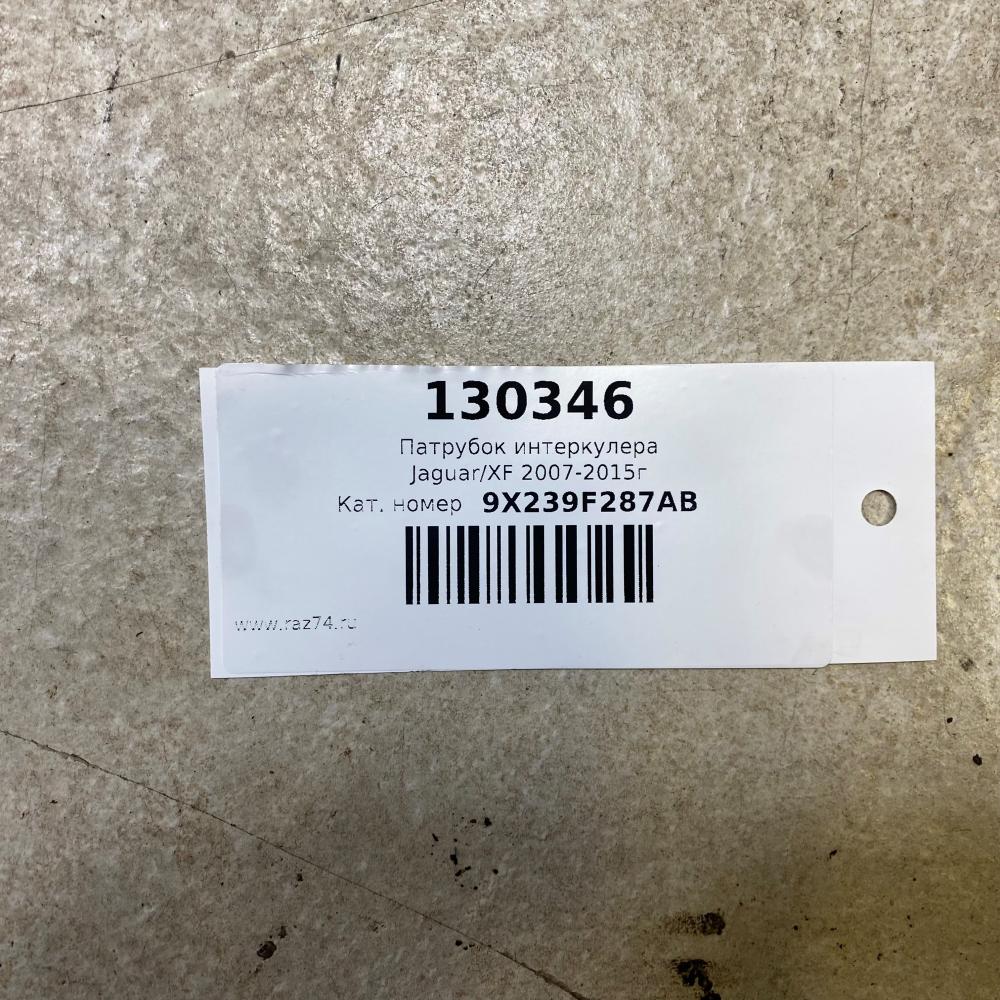 130346
Патрубок интеркулера
Jaguar/XF 2007-2015г
Кат. номер 9X239F287AB
www.raz74.ru